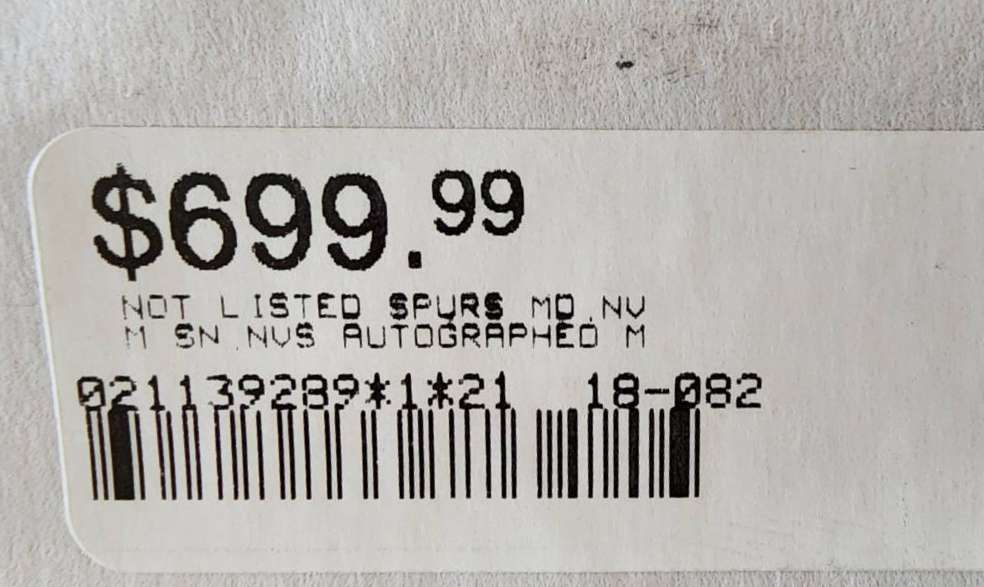 $699.99
NOT LISTED SPURS MD NV
M SN NVS AUTOGRAPHED M
021139289*1*21 18-082